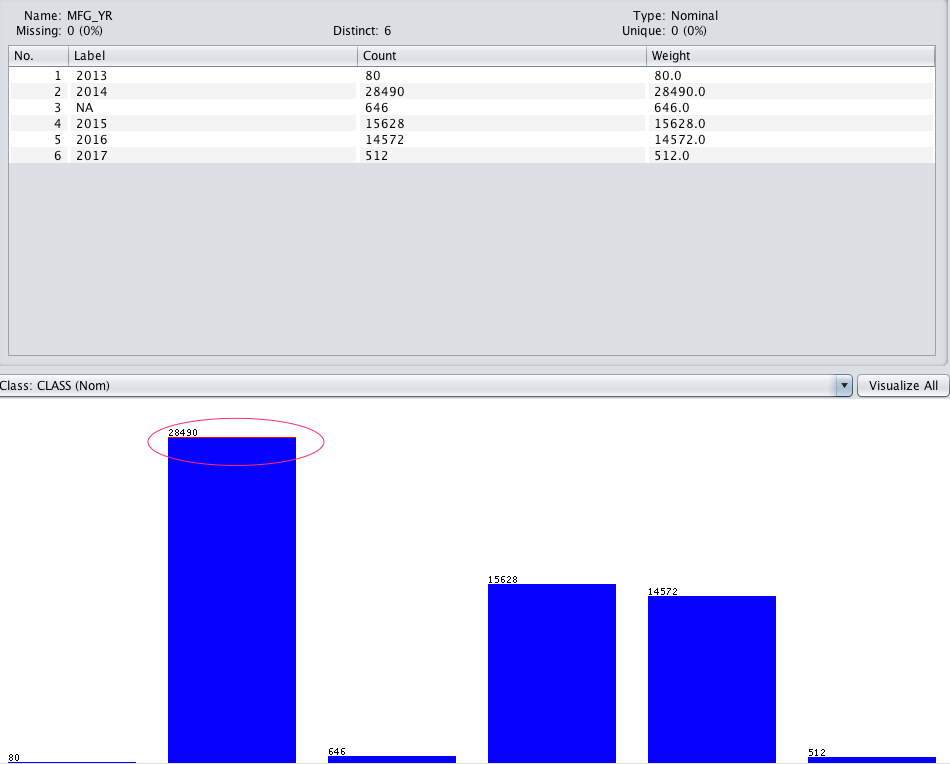 Name: MFG_YR Type: Nominal
Missing: 0 (0%) Distinct: 6 Unique: 0 (0%)
No. Label Count Weight
1 2013 80 80.0
2 2014 28490 28490.0
3 NA 646 646.0
4 2015 15628 15628.0
5 2016 14572 14572.0
6 2017 512 512.0
Class: CLASS (Nom) Visualize All
28490
15628
14572
646
512
80